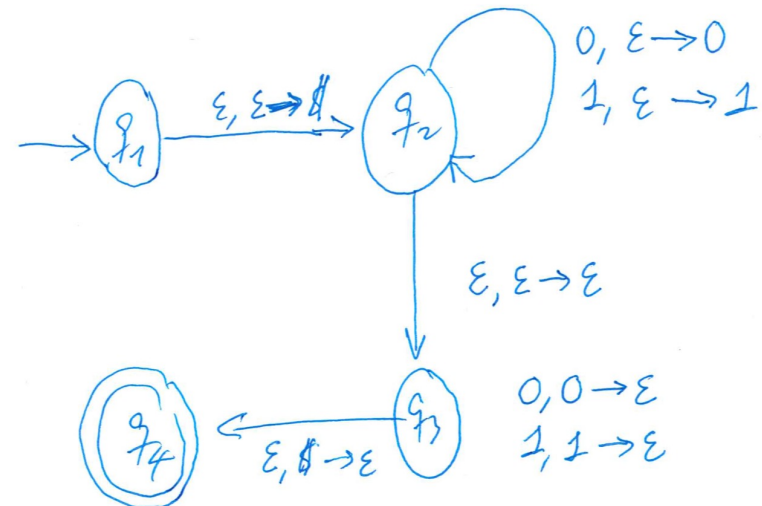 q1
ε, ε→$
q2
0, ε→0
1, ε→1
ε, ε→ε
q4
ε, $→ε
q3
0,0→ε
1,1→ε